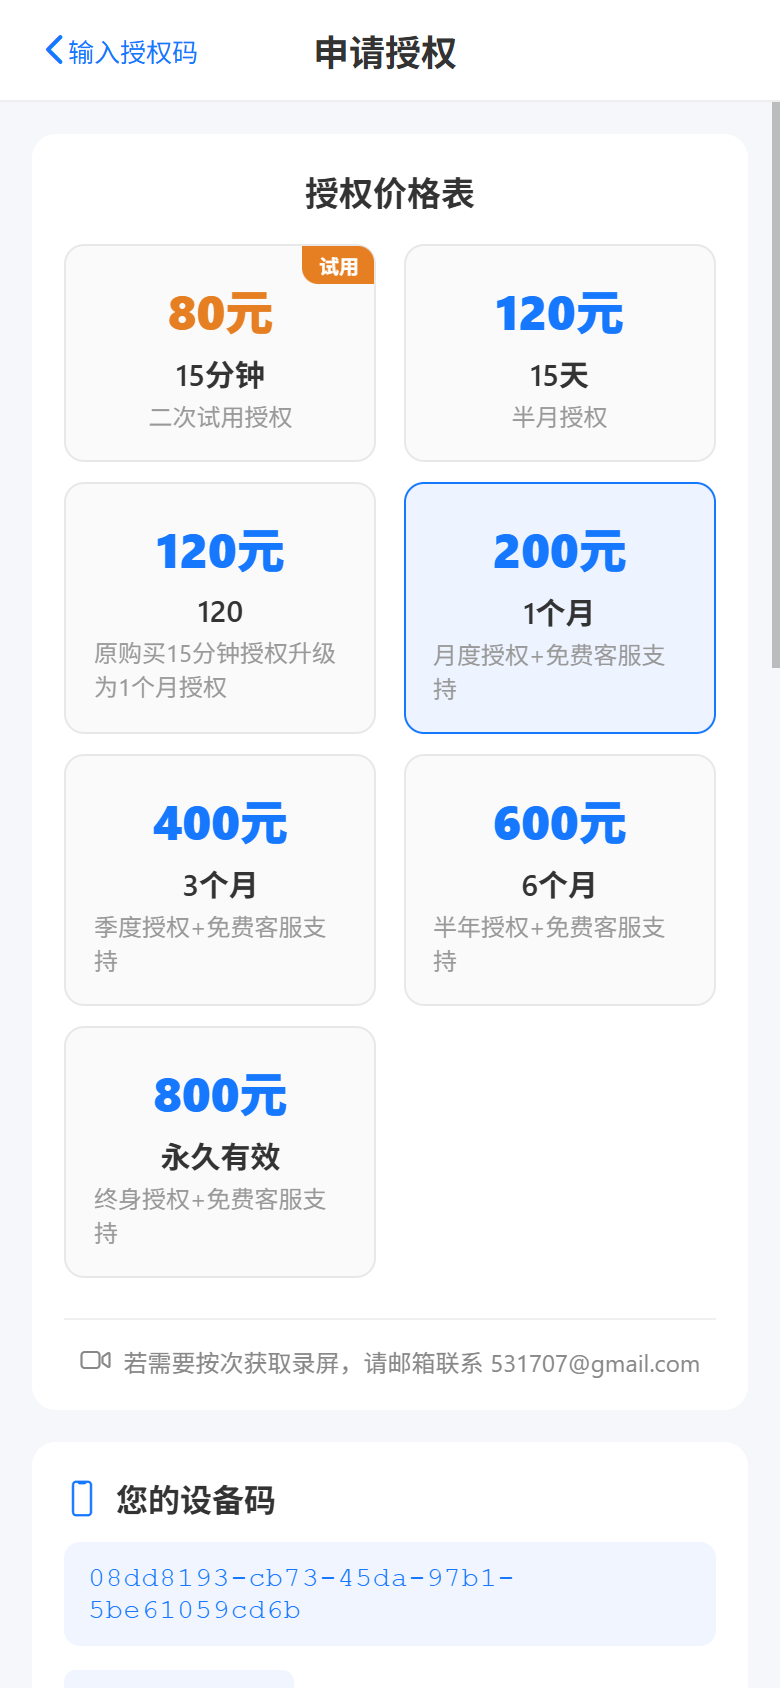 输入授权码
申请授权
授权价格表
试用
80元
15分钟
二次试用授权
120元
15天
半月授权
120元
120
原购买15分钟授权升级
为1个月授权
200元
1个月
月度授权+免费客服支
持
400元
3个月
季度授权+免费客服支
持
600元
6个月
半年授权+免费客服支
持
800元
永久有效
终身授权+免费客服支
持
若需要按次获取录屏，请邮箱联系 531707@gmail.com
您的设备码
08dd8193-cb73-45da-97b1-
5be61059cd6b